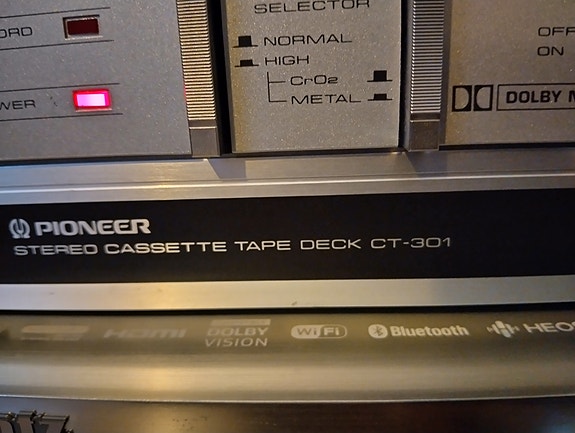 SELECTOR
ORD
NORMAL
HIGH
CrO2
METAL
WER
OFF
ON
DOLBY N
PIONEER
STEREO CASSETTE TAPE DECK CT-301
HDMI
DOLBY
VISION
WiFi
Bluetooth
HEOS